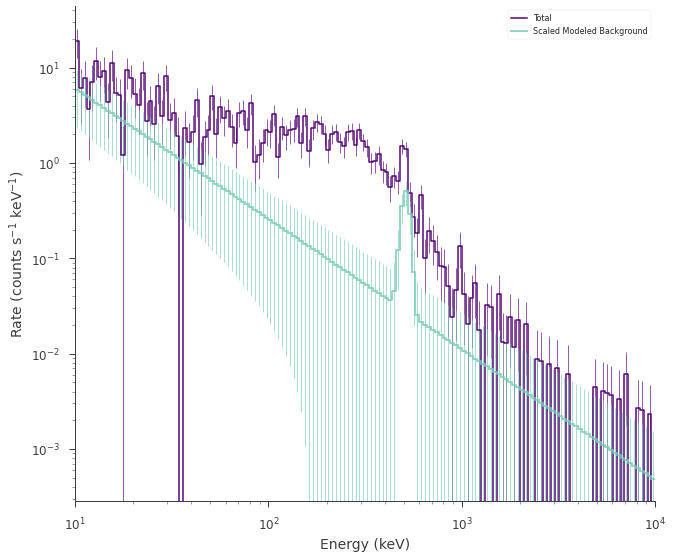 Total
Scaled Modeled Background
10¹
10⁰
10⁻¹
10⁻²
10⁻³
Rate (counts s⁻¹ keV⁻¹)
10¹ 10² 10³ 10⁴
Energy (keV)